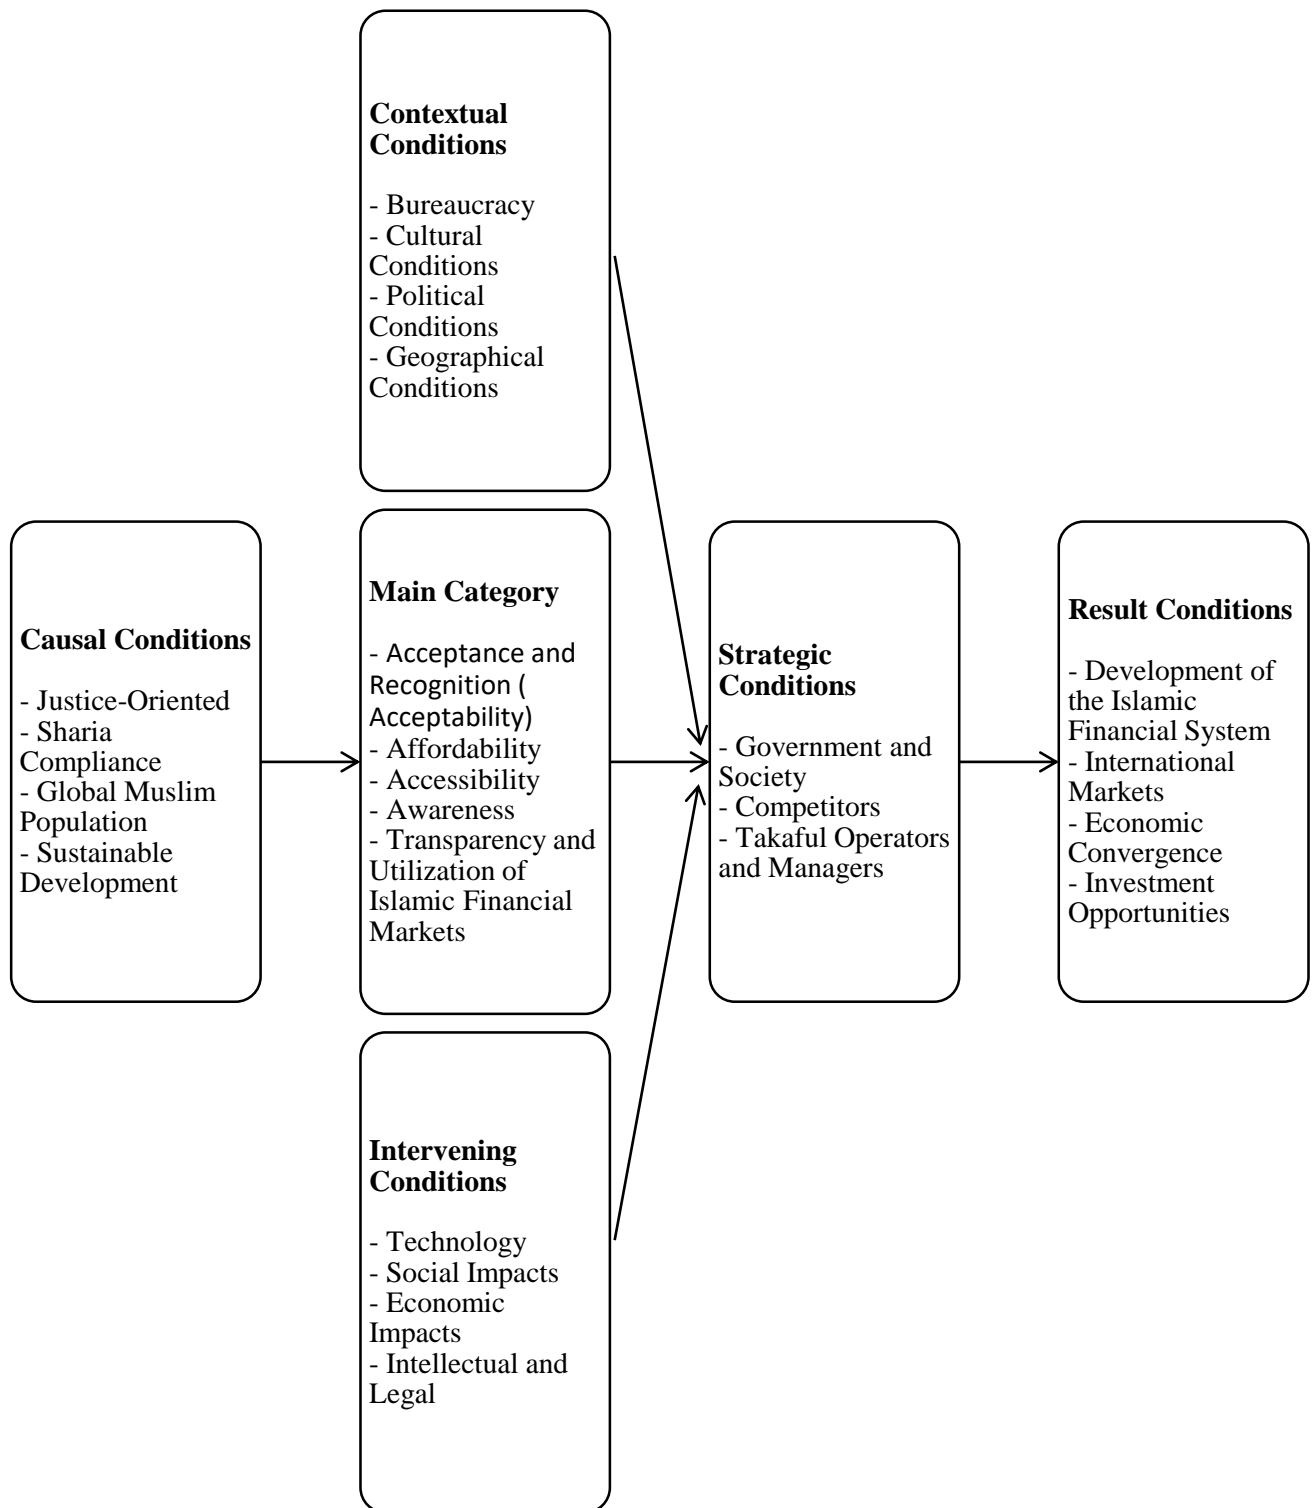 Contextual
Conditions
- Bureaucracy
- Cultural
Conditions
- Political
Conditions
- Geographical
Conditions
Causal Conditions
- Justice-Oriented
- Sharia
Compliance
- Global Muslim
Population
- Sustainable
Development
Main Category
- Acceptance and
Recognition (
Acceptability)
- Affordability
- Accessibility
- Awareness
- Transparency and
Utilization of
Islamic Financial
Markets
Strategic
Conditions
- Government and
Society
- Competitors
- Takaful Operators
and Managers
Result Conditions
- Development of
the Islamic
Financial System
- International
Markets
- Economic
Convergence
- Investment
Opportunities
Intervening
Conditions
- Technology
- Social Impacts
- Economic
Impacts
- Intellectual and
Legal